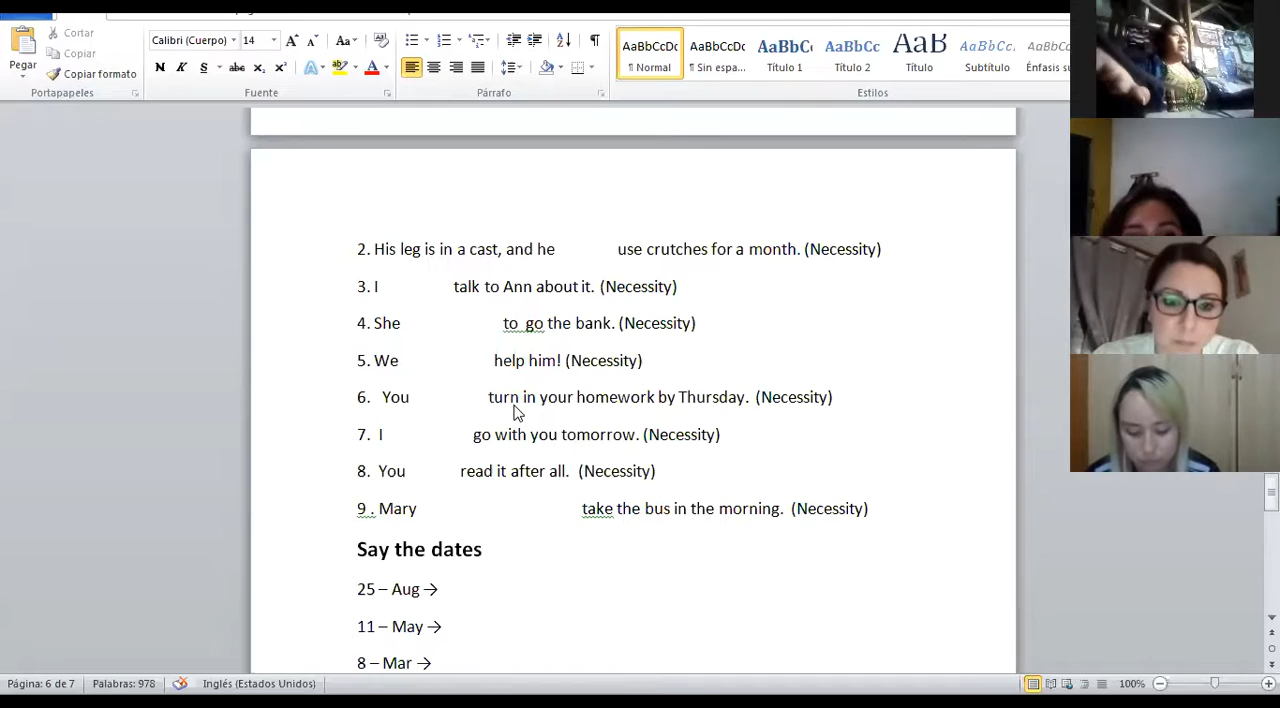 Cortar
Copiar
Copiar formato
Pegar
Calibri (Cuerpo) 14
Aa
N K S abc x₂ x²
AaBbCcDc AaBbCcDc AaBbC AaBbCc AaB AaBbCc AaBbCc
¶ Normal ¶ Sin espa... Título 1 Título 2 Título Subtítulo Énfasis
Portapapeles Fuente Párrafo Estilos
2. His leg is in a cast, and he use crutches for a month. (Necessity)
3. I talk to Ann about it. (Necessity)
4. She to go the bank. (Necessity)
5. We help him! (Necessity)
6. You turn in your homework by Thursday. (Necessity)
7. I go with you tomorrow. (Necessity)
8. You read it after all. (Necessity)
9 . Mary take the bus in the morning. (Necessity)
Say the dates
25 – Aug →
11 – May →
8 – Mar →
Página: 6 de 7 Palabras: 978 Inglés (Estados Unidos) 100%